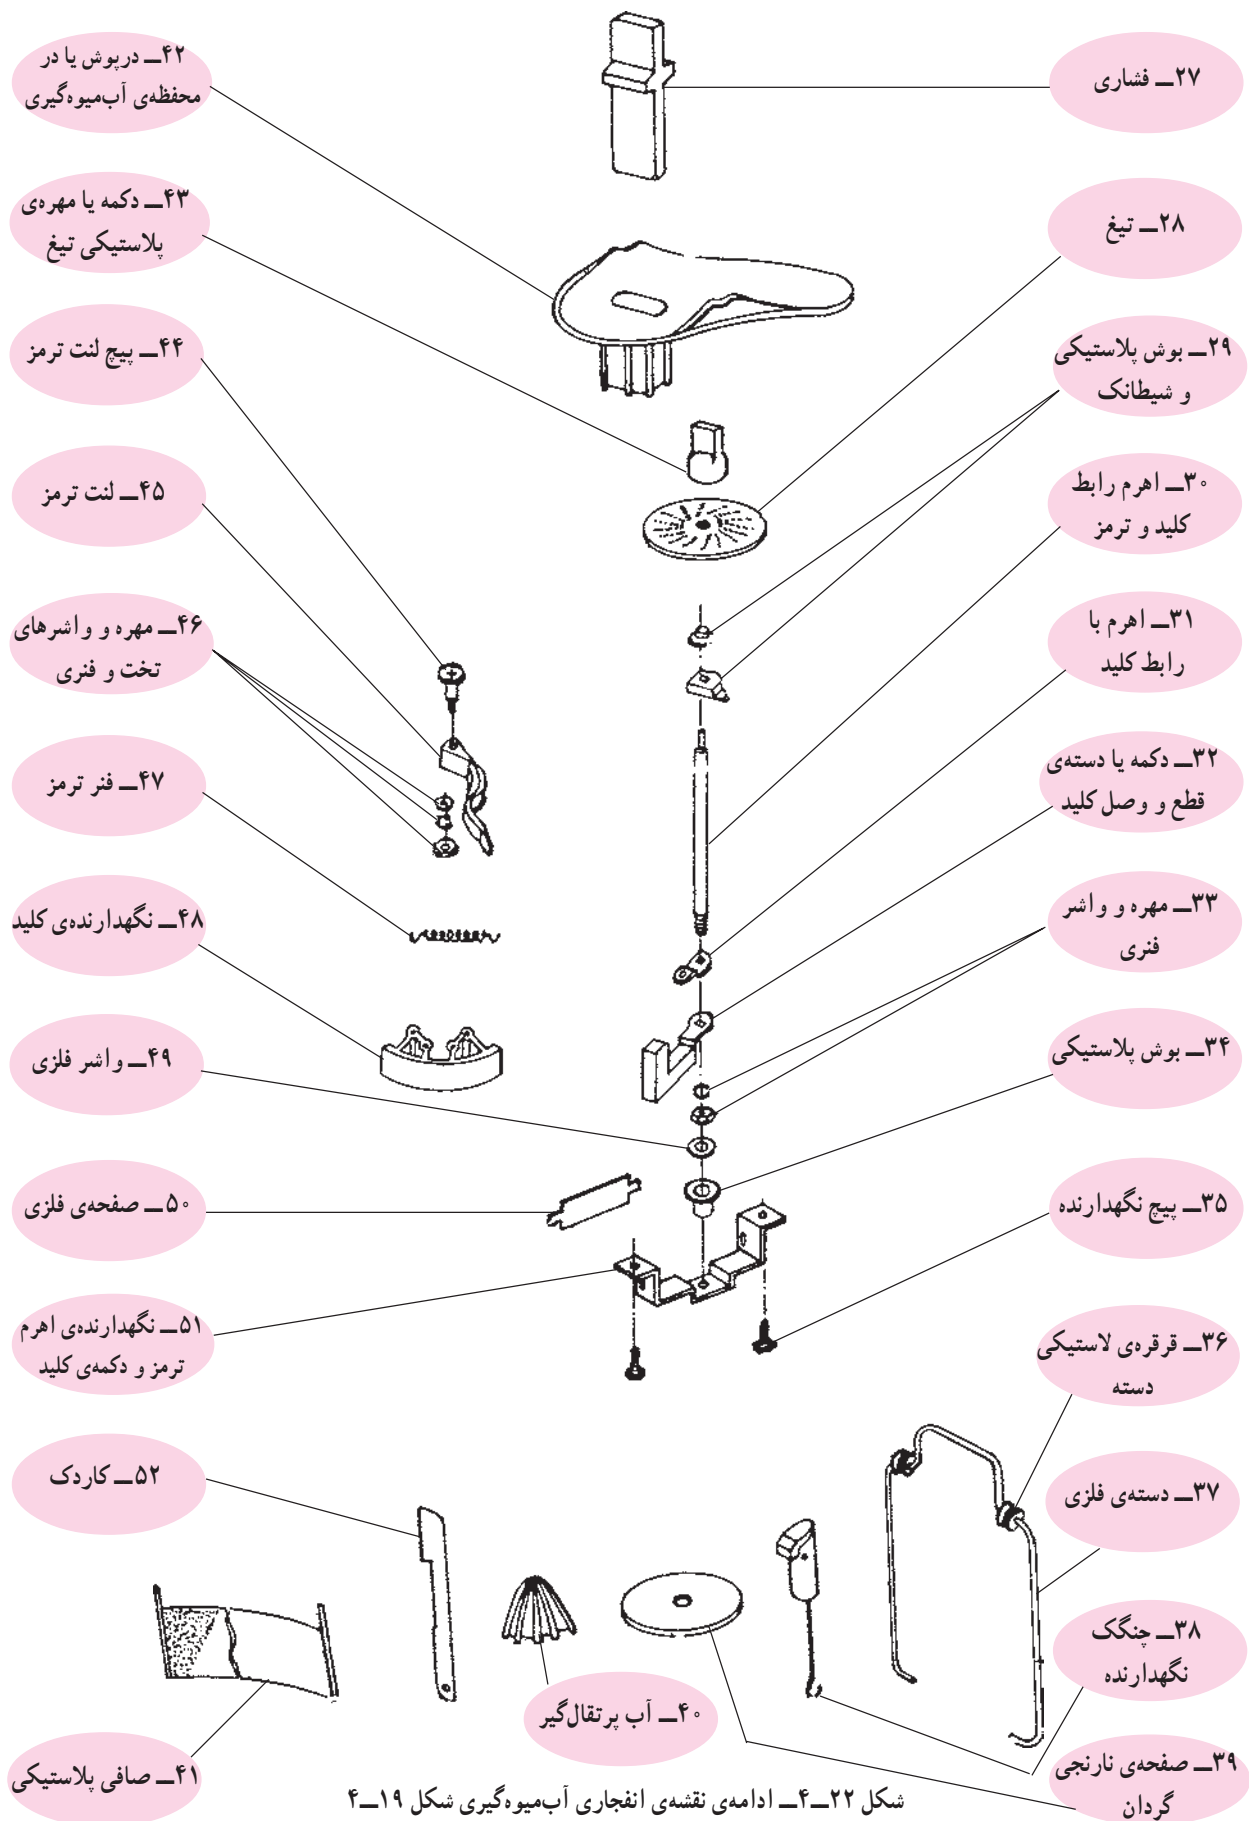 ۲۷ــ فشاری
۲۸ــ تیغ
۲۹ــ بوش پلاستیکی
و شیطانک
۳۰ــ اهرم رابط
کلید و ترمز
۳۱ــ اهرم با
رابط کلید
۳۲ــ دکمه یا دسته‌ی
قطع و وصل کلید
۳۳ــ مهره و واشر
فنری
۳۴ــ بوش پلاستیکی
۳۵ــ پیچ نگهدارنده
۳۶ــ قرقره‌ی لاستیکی
دسته
۳۷ــ دسته‌ی فلزی
۳۸ــ چنگک
نگهدارنده
۳۹ــ صفحه‌ی نارنجی
گردان
۴۰ــ آب پرتقال‌گیر
۴۱ــ صافی پلاستیکی
۴۲ــ درپوش یا در
محفظه‌ی آب‌میوه‌گیری
۴۳ــ دکمه یا مهره‌ی
پلاستیکی تیغ
۴۴ــ پیچ لنت ترمز
۴۵ــ لنت ترمز
۴۶ــ مهره و واشرهای
تخت و فنری
۴۷ــ فنر ترمز
۴۸ــ نگهدارنده‌ی کلید
۴۹ــ واشر فلزی
۵۰ــ صفحه‌ی فلزی
۵۱ــ نگهدارنده‌ی اهرم
ترمز و دکمه‌ی کلید
۵۲ــ کاردک
شکل ۲۲ــ۴ــ ادامه‌ی نقشه‌ی انفجاری آب‌میوه‌گیری شکل ۱۹ــ۴